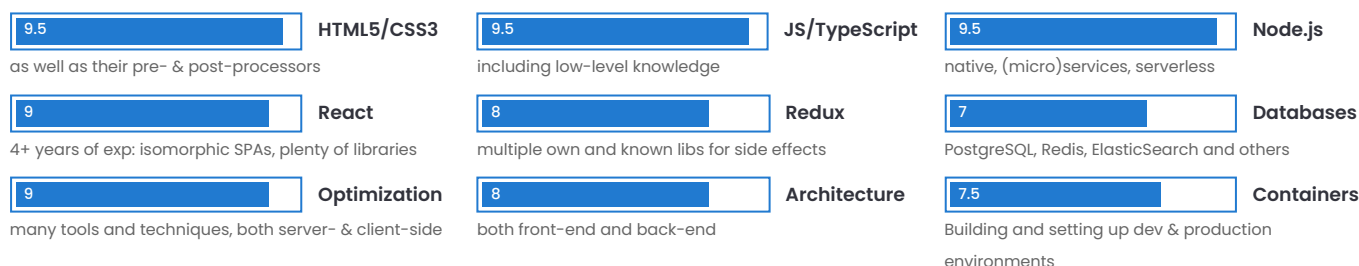 9.5 HTML5/CSS3
as well as their pre- & post-processors
9.5 JS/TypeScript
including low-level knowledge
9.5 Node.js
native, (micro)services, serverless
9 React
4+ years of exp: isomorphic SPAs, plenty of libraries
8 Redux
multiple own and known libs for side effects
7 Databases
PostgreSQL, Redis, ElasticSearch and others
9 Optimization
many tools and techniques, both server- & client-side
8 Architecture
both front-end and back-end
7.5 Containers
Building and setting up dev & production
environments